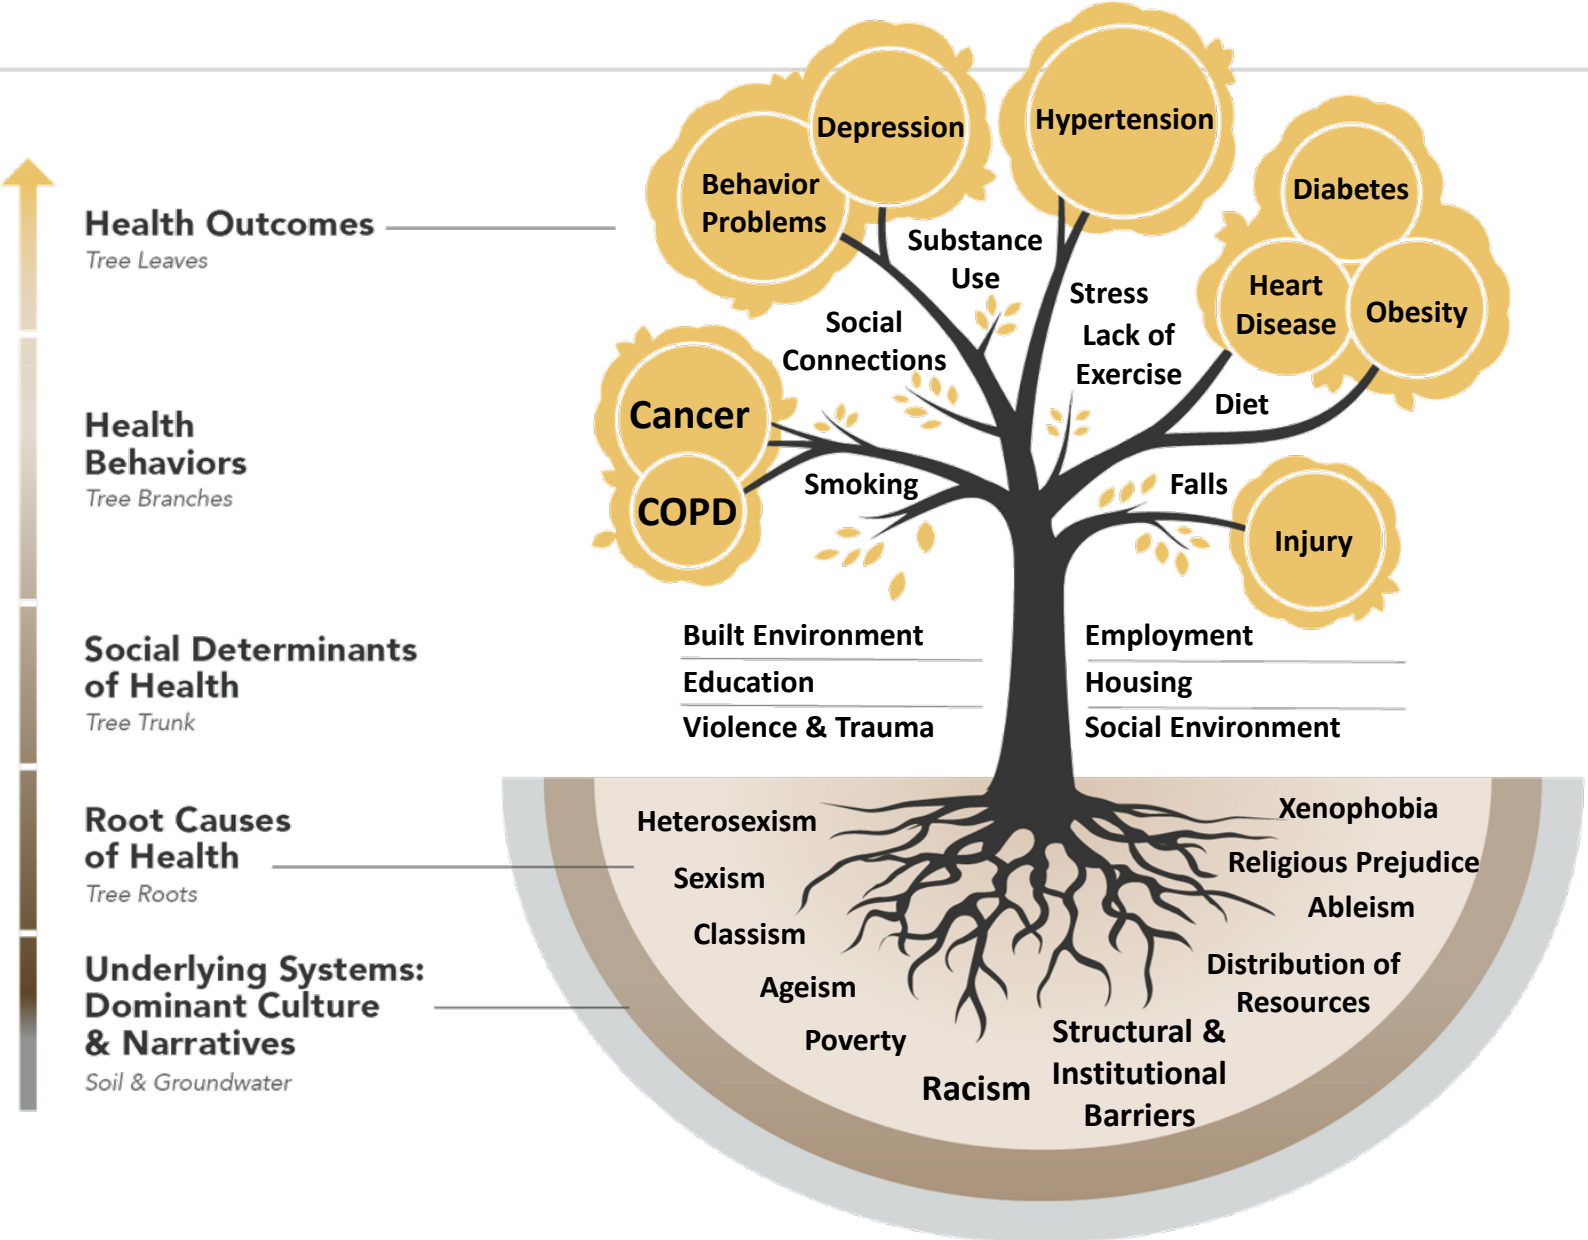 Health Outcomes
Tree Leaves
Health
Behaviors
Tree Branches
Social Determinants
of Health
Tree Trunk
Root Causes
of Health
Tree Roots
Underlying Systems:
Dominant Culture
& Narratives
Soil & Groundwater
Depression
Behavior
Problems
Hypertension
Diabetes
Heart
Disease
Obesity
Cancer
COPD
Injury
Substance
Use
Social
Connections
Stress
Lack of
Exercise
Diet
Smoking
Falls
Built Environment
Education
Violence & Trauma
Employment
Housing
Social Environment
Heterosexism
Sexism
Classism
Ageism
Poverty
Racism
Structural &
Institutional
Barriers
Distribution of
Resources
Ableism
Religious Prejudice
Xenophobia